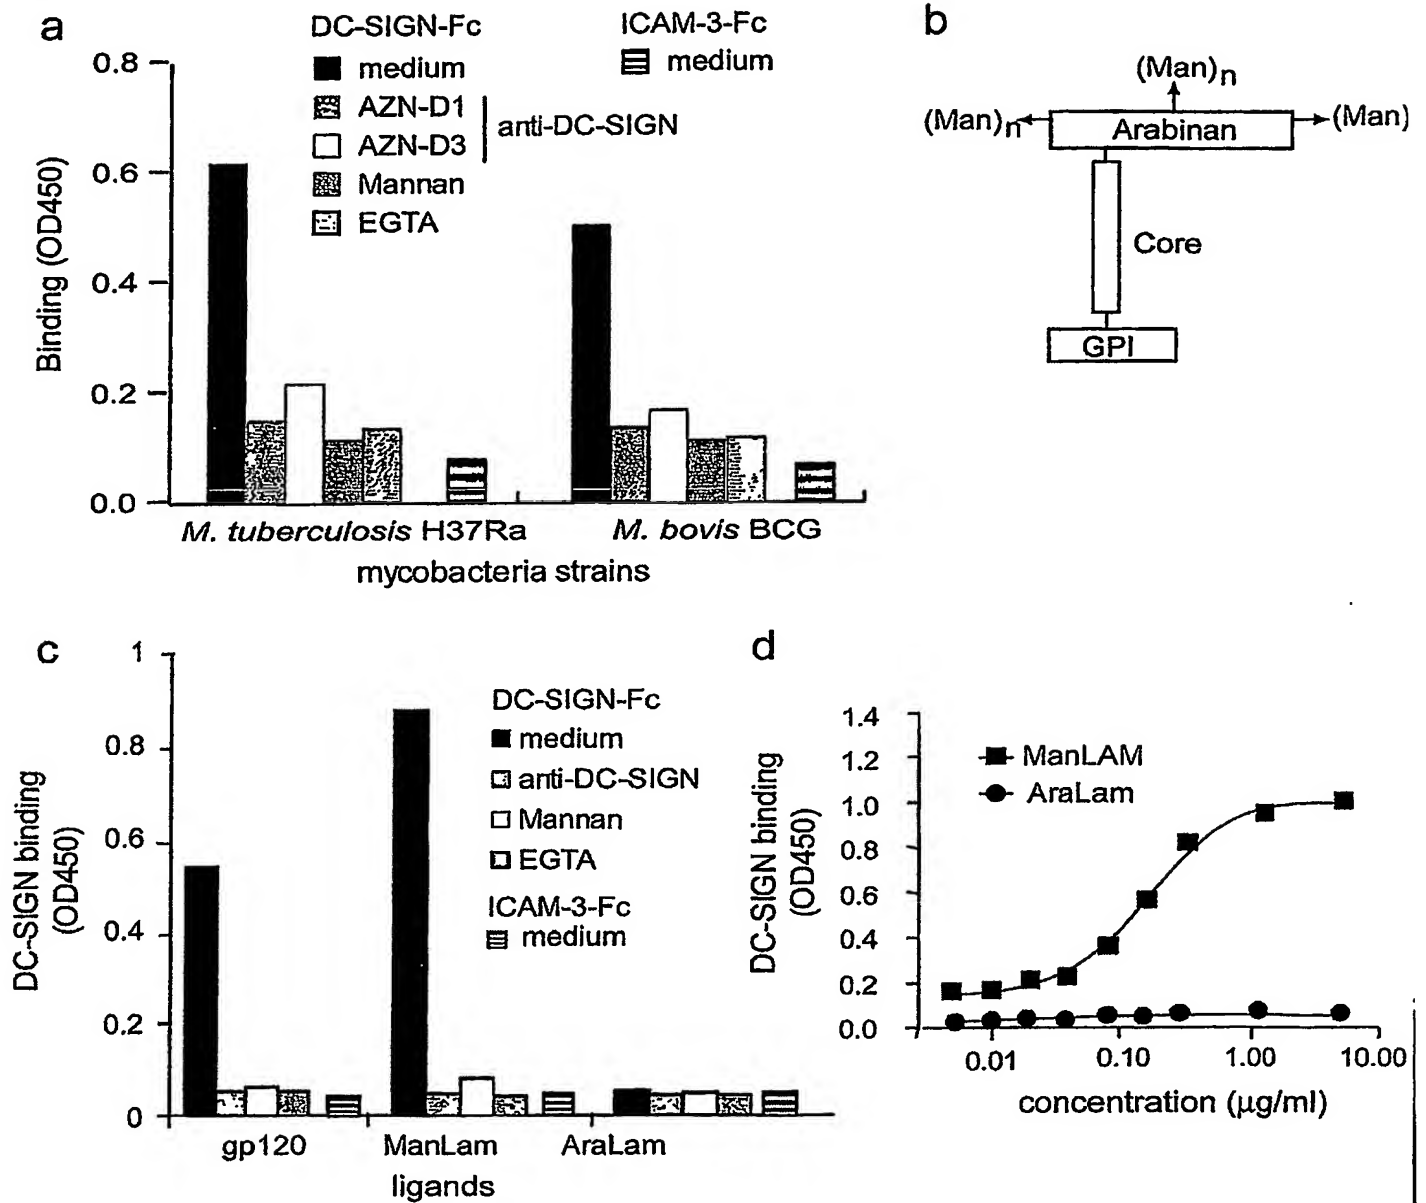 a
DC-SIGN-Fc
medium
AZN-D1
AZN-D3
anti-DC-SIGN
Mannan
EGTA
ICAM-3-Fc
medium
0.8
0.6
0.4
0.2
0.0
Binding (OD450)
M. tuberculosis H37Ra
M. bovis BCG
mycobacteria strains
b
(Man)n
(Man)n
(Man)
Arabinan
Core
GPI
c
1
0.8
0.6
0.4
0.2
0
DC-SIGN binding
(OD450)
DC-SIGN-Fc
medium
anti-DC-SIGN
Mannan
EGTA
ICAM-3-Fc
medium
gp120
ManLam
AraLam
ligands
d
1.4
1.2
1.0
0.8
0.6
0.4
0.2
0.0
DC-SIGN binding
(OD450)
ManLAM
AraLam
0.01
0.10
1.00
10.00
concentration (µg/ml)